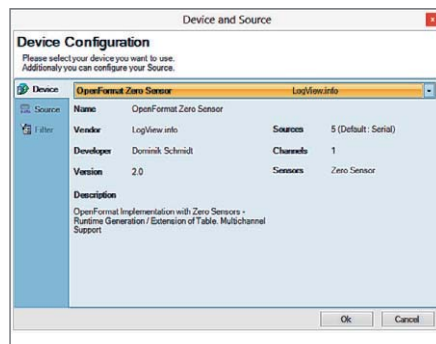 Device and Source
x
Device Configuration
Please select your device you want to use.
Additionaly you can configure your Source.
Device
Source
Filter
OpenFormat Zero Sensor LogView.info
Name OpenFormat Zero Sensor
Vendor LogView.info Sources 5 (Default : Serial)
Developer Dominik Schmidt Channels 1
Version 2.0 Sensors Zero Sensor
Description
OpenFormat Implementation with Zero Sensors -
Runtime Generation / Extension of Table. Multichannel
Support
Ok Cancel